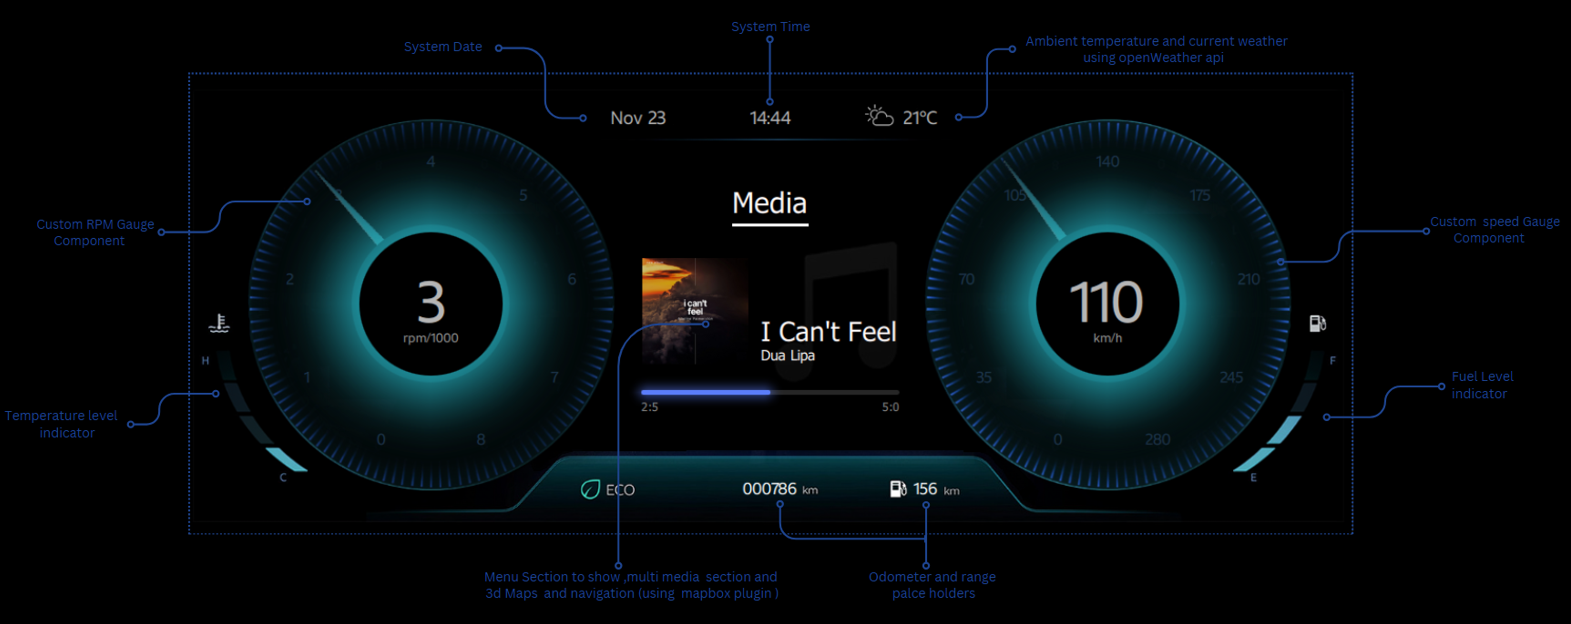 System Time
System Date
Ambient temperature and current weather
using openWeather api
Nov 23
14:44
21°C
4
3
5
2
6
1
7
0
8
3
rpm/1000
H
C
Custom RPM Gauge
Component
Temperature level
indicator
Media
i can't
feel
I Can't Feel
Dua Lipa
2:5
5:0
140
105
175
70
210
35
245
0
280
110
km/h
F
E
Custom speed Gauge
Component
Fuel Level
indicator
ECO
000786 km
156 km
Menu Section to show ,multi media section and
3d Maps and navigation (using mapbox plugin )
Odometer and range
palce holders